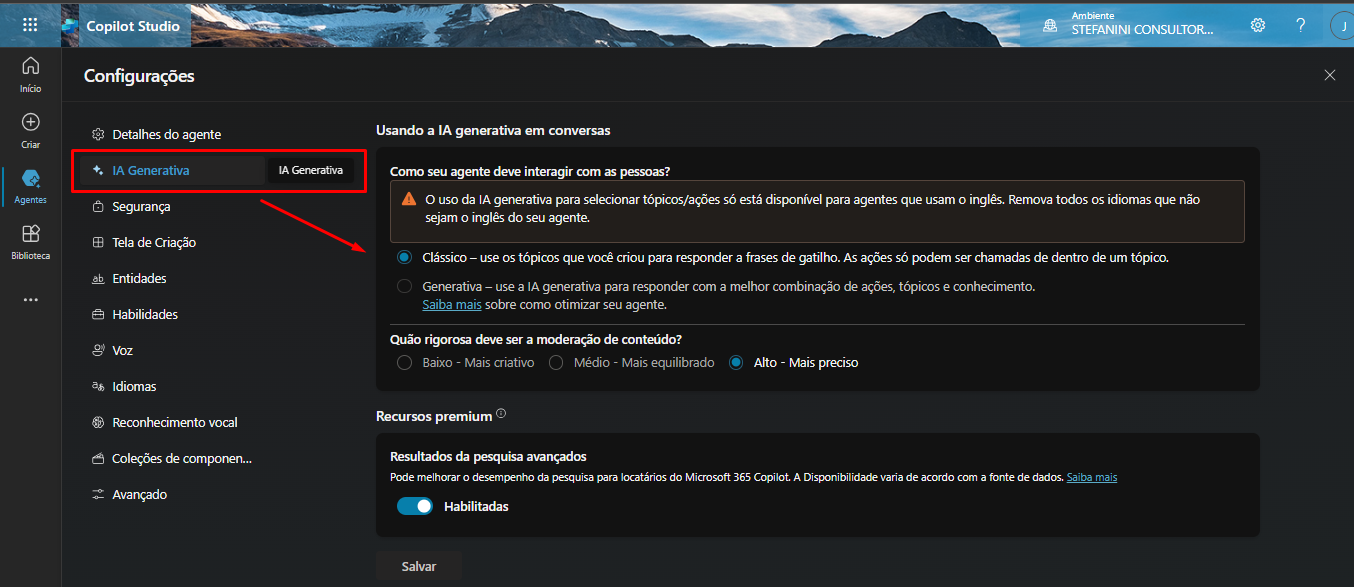 Copilot Studio
Ambiente
STEFANINI CONSULTOR...
?
J
Início
Criar
Agentes
Biblioteca
Configurações
Detalhes do agente
IA Generativa
IA Generativa
Segurança
Tela de Criação
Entidades
Habilidades
Voz
Idiomas
Reconhecimento vocal
Coleções de componen...
Avançado
Usando a IA generativa em conversas
Como seu agente deve interagir com as pessoas?
O uso da IA generativa para selecionar tópicos/ações só está disponível para agentes que usam o inglês. Remova todos os idiomas que não
sejam o inglês do seu agente.
Clássico – use os tópicos que você criou para responder a frases de gatilho. As ações só podem ser chamadas de dentro de um tópico.
Generativa – use a IA generativa para responder com a melhor combinação de ações, tópicos e conhecimento.
Saiba mais sobre como otimizar seu agente.
Quão rigorosa deve ser a moderação de conteúdo?
Baixo - Mais criativo
Médio - Mais equilibrado
Alto - Mais preciso
Recursos premium
Resultados da pesquisa avançados
Pode melhorar o desempenho da pesquisa para locatários do Microsoft 365 Copilot. A Disponibilidade varia de acordo com a fonte de dados. Saiba mais
Habilitadas
Salvar